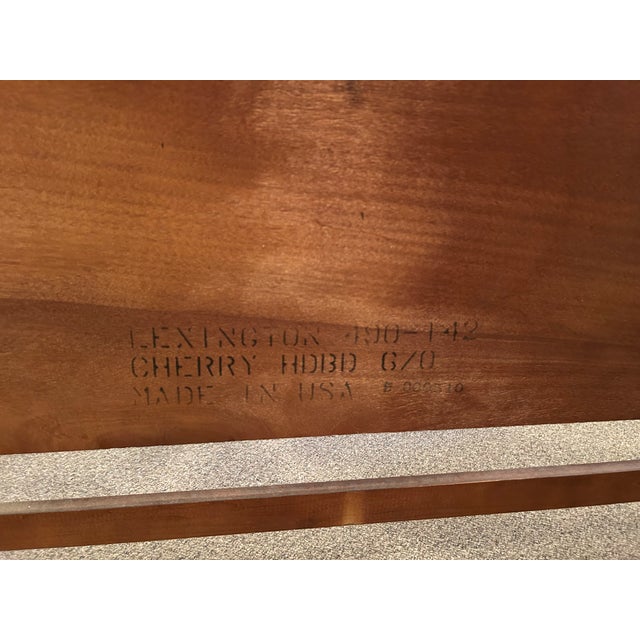 LEXINGTON 490-142
CHERRY HDBD 6/0
MADE IN USA